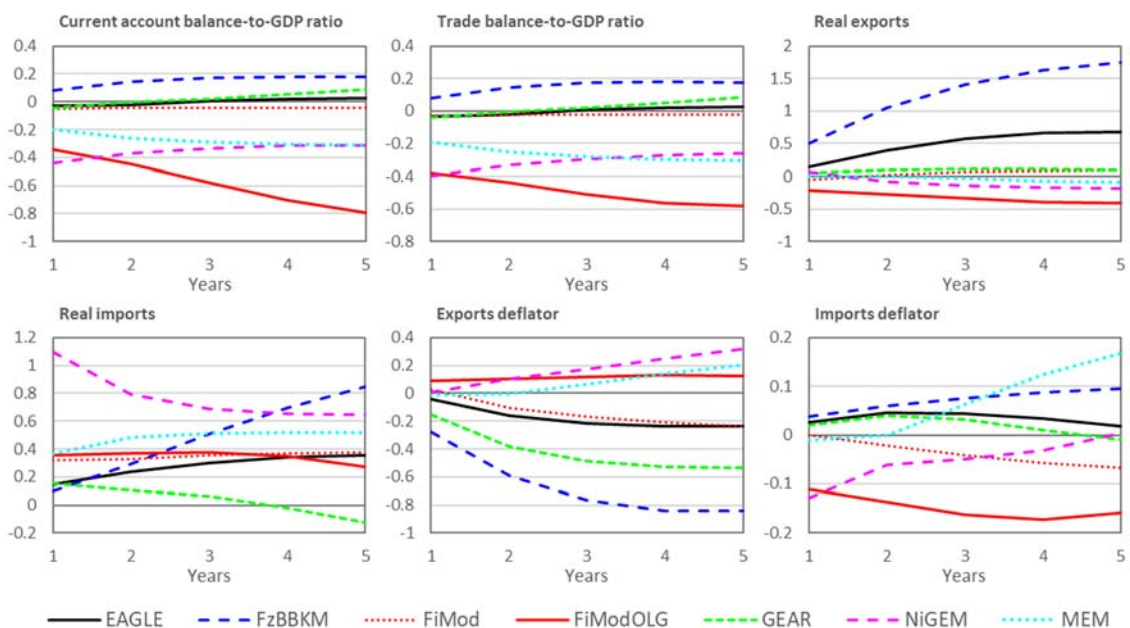 Current account balance-to-GDP ratio
0.4
0.2
0
-0.2
-0.4
-0.6
-0.8
-1
1 2 3 4 5
Years
Trade balance-to-GDP ratio
0.4
0.2
0
-0.2
-0.4
-0.6
-0.8
1 2 3 4 5
Years
Real exports
2
1.5
1
0.5
0
-0.5
-1
1 2 3 4 5
Years
Real imports
1.2
1
0.8
0.6
0.4
0.2
0
-0.2
1 2 3 4 5
Years
Exports deflator
0.4
0.2
0
-0.2
-0.4
-0.6
-0.8
-1
1 2 3 4 5
Years
Imports deflator
0.2
0.1
0
-0.1
-0.2
1 2 3 4 5
Years
EAGLE FzBBKM FiMod FiModOLG GEAR NiGEM MEM